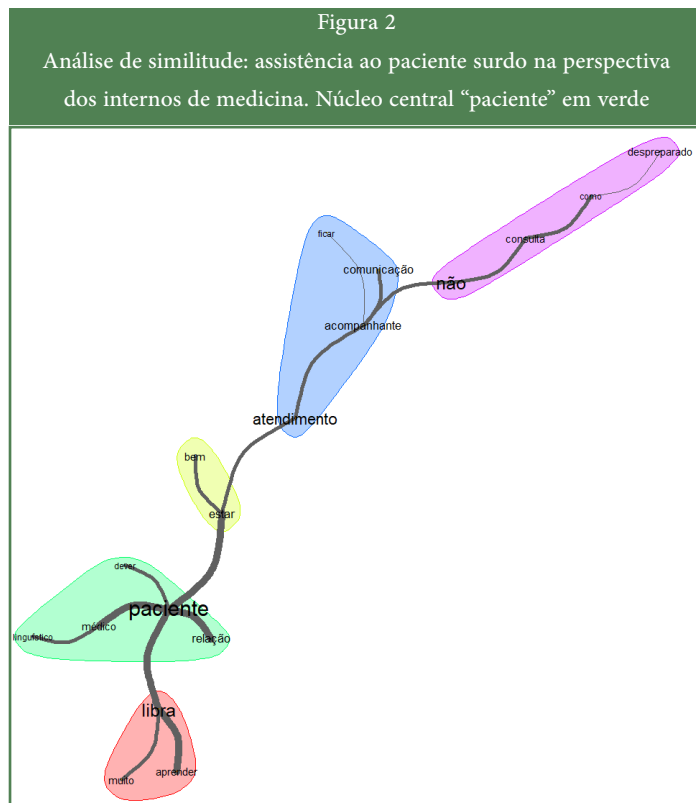 Figura 2
Análise de similitude: assistência ao paciente surdo na perspectiva
dos internos de medicina. Núcleo central “paciente” em verde
despreparado
como
ficar
consulta
comunicação
não
acompanhante
atendimento
bem
estar
dever
paciente
médico
linguístico
relação
libra
muito
aprender